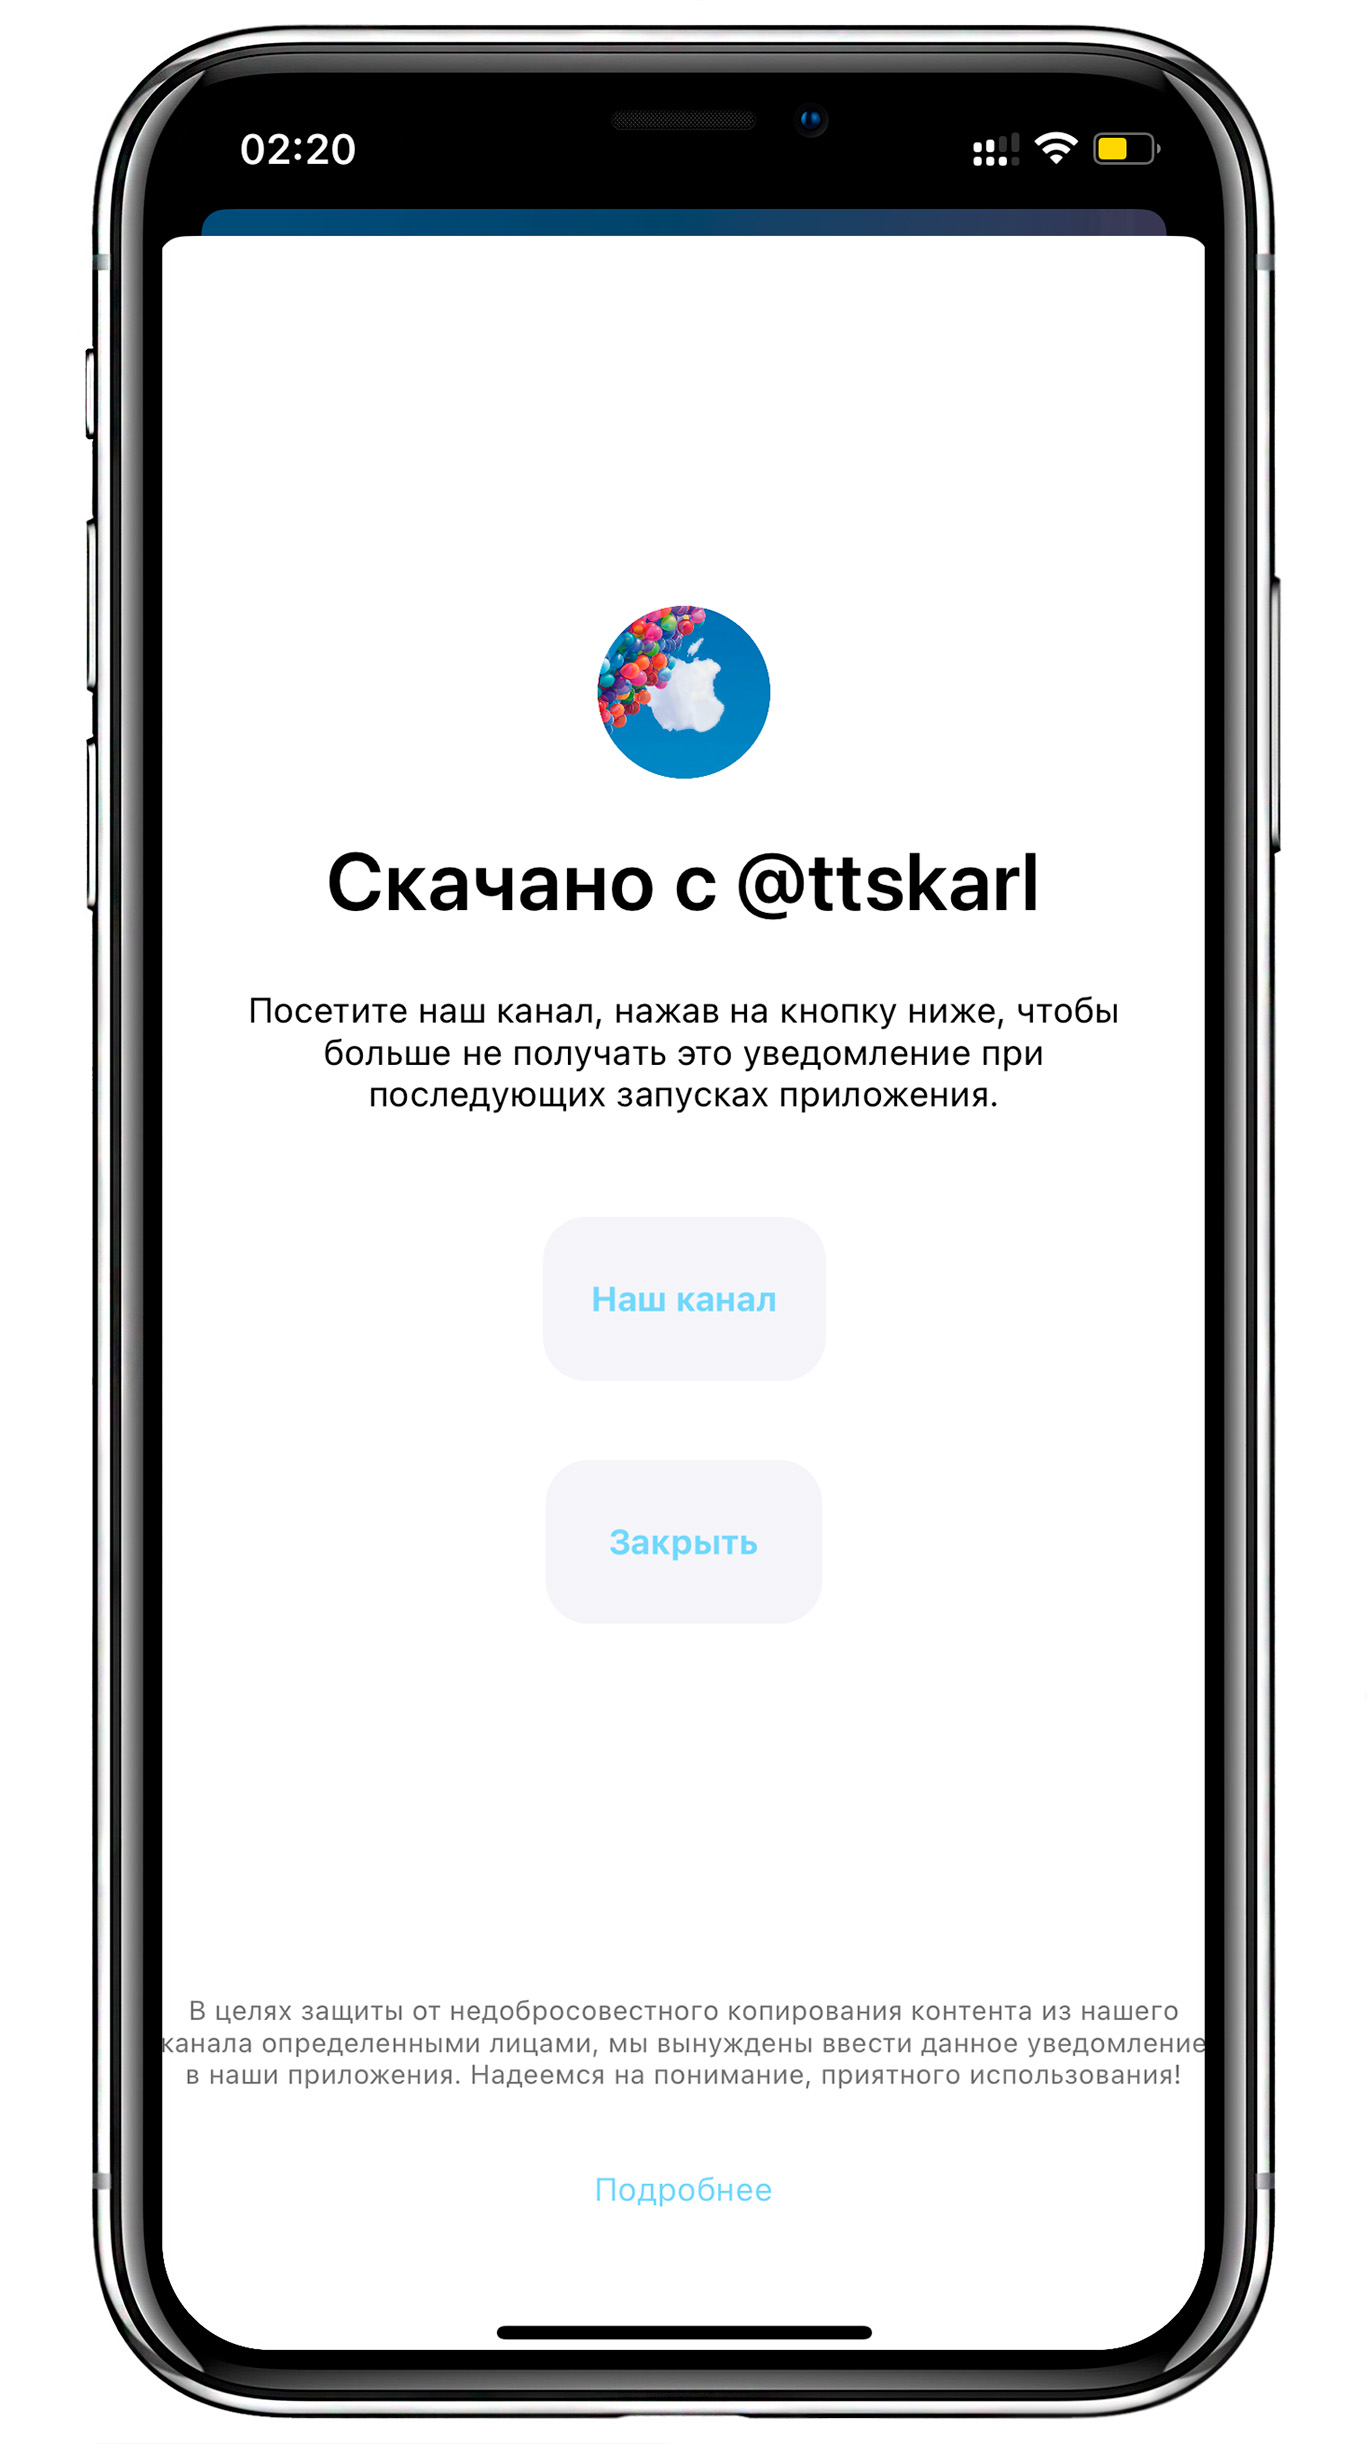 02:20
Скачано с @ttskarl
Посетите наш канал, нажав на кнопку ниже, чтобы
больше не получать это уведомление при
последующих запусках приложения.
Наш канал
Закрыть
В целях защиты от недобросовестного копирования контента из нашего
канала определенными лицами, мы вынуждены ввести данное уведомление
в наши приложения. Надеемся на понимание, приятного использования!
Подробнее